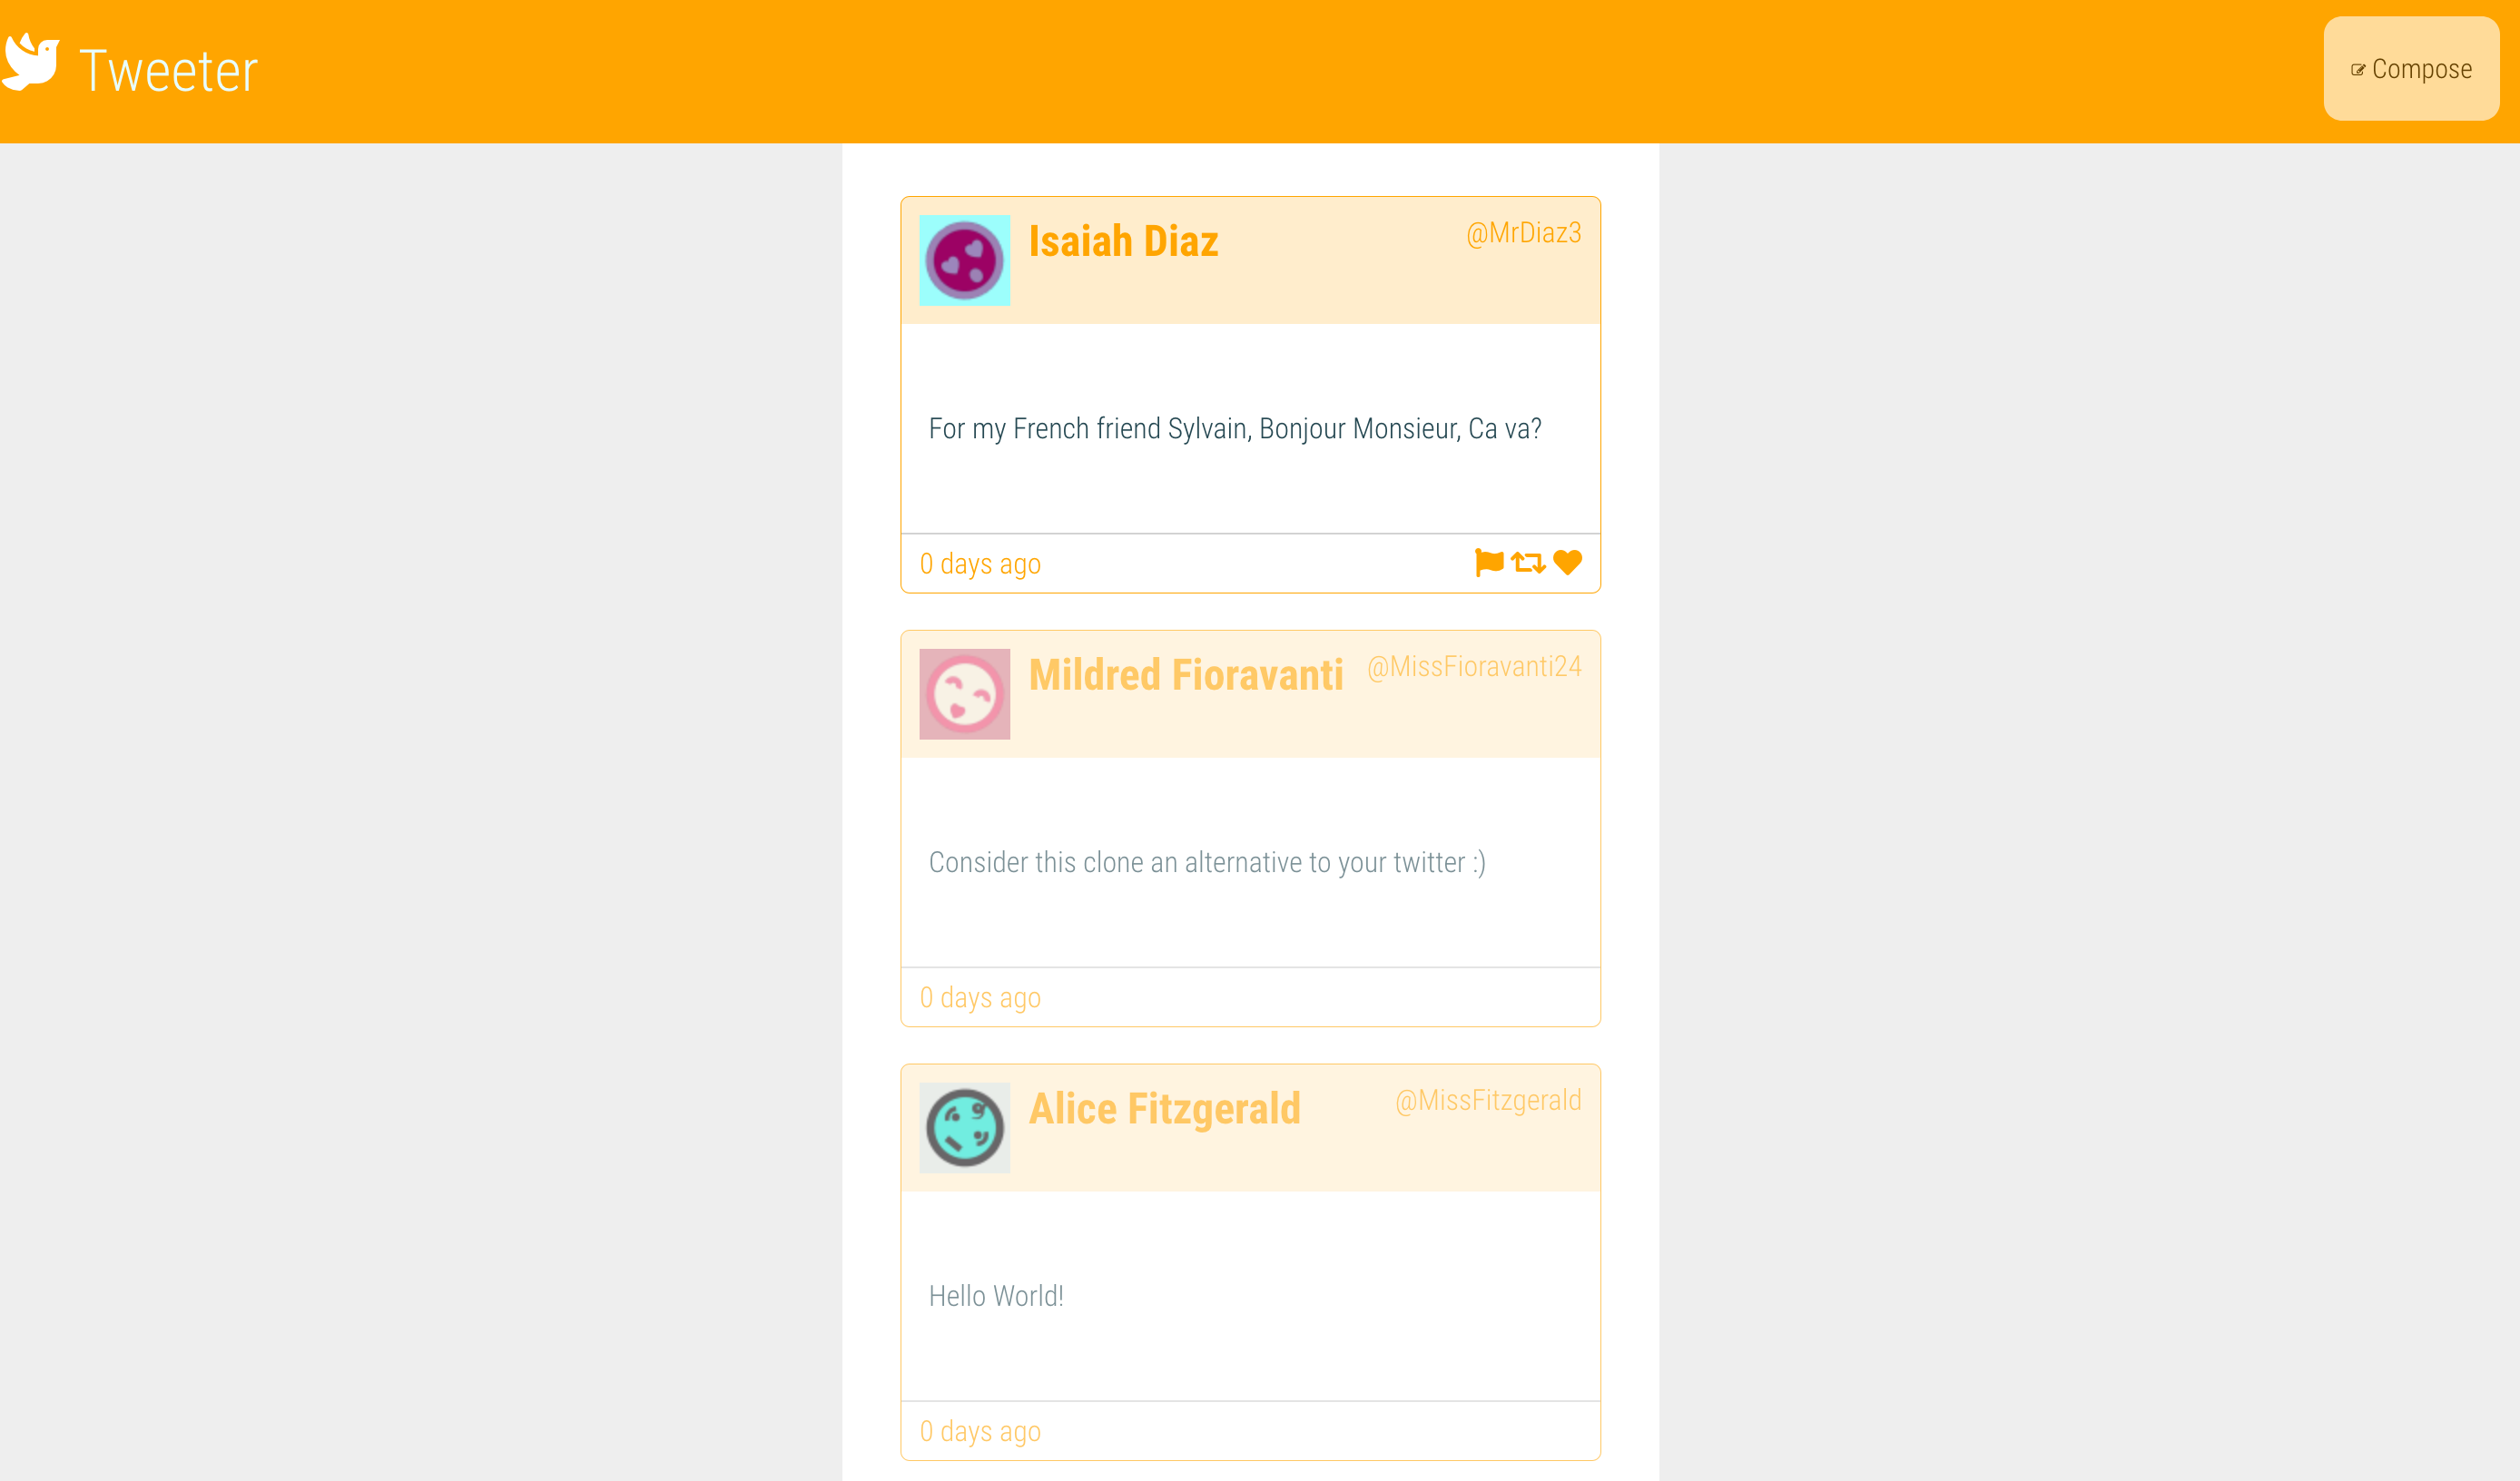 Tweeter
Compose
Isaiah Diaz @MrDiaz3
For my French friend Sylvain, Bonjour Monsieur, Ca va?
0 days ago
Mildred Fioravanti @MissFioravanti24
Consider this clone an alternative to your twitter :)
0 days ago
Alice Fitzgerald @MissFitzgerald
Hello World!
0 days ago